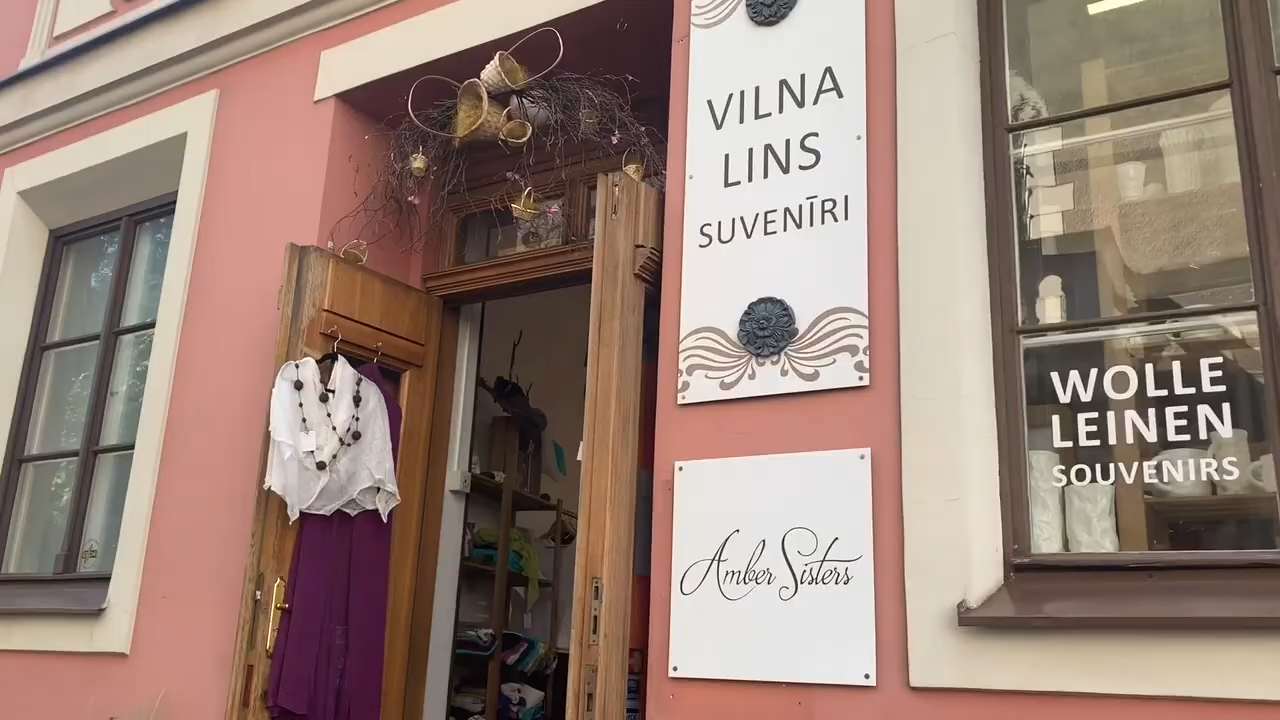 VILNA
LINS
SUVENĪRI
Amber Sisters
WOLLE
LEINEN
SOUVENIRS